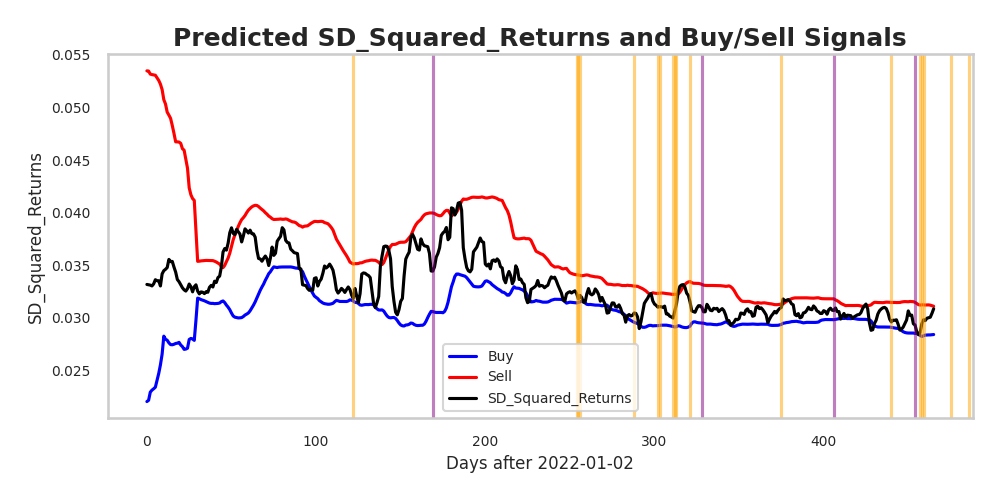 Predicted SD_Squared_Returns and Buy/Sell Signals
SD_Squared_Returns
0.055
0.050
0.045
0.040
0.035
0.030
0.025
Buy
Sell
SD_Squared_Returns
0 100 200 300 400
Days after 2022-01-02